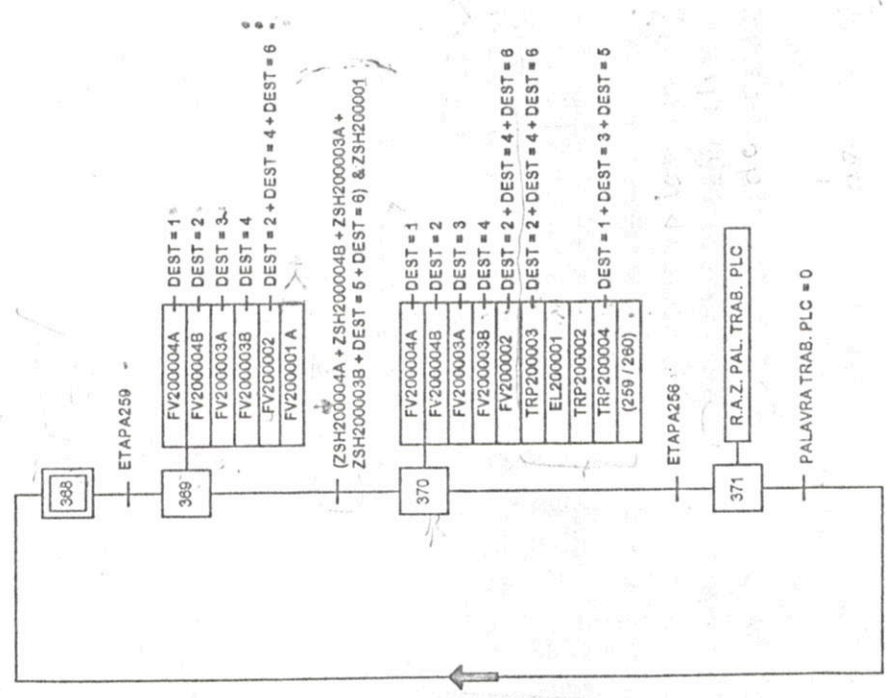 368
ETAPA259
369
FV200004A DEST = 1
FV200004B DEST = 2
FV200003A DEST = 3
FV200003B DEST = 4
FV200002 DEST = 2 + DEST = 4 + DEST = 6
FV200001A
(ZSH200004A + ZSH200004B + ZSH200003A +
ZSH200003B + DEST = 5 + DEST = 6) & ZSH200001
370
FV200004A DEST = 1
FV200004B DEST = 2
FV200003A DEST = 3
FV200003B DEST = 4
FV200002 DEST = 2 + DEST = 4 + DEST = 6
TRP200003 DEST = 2 + DEST = 4 + DEST = 6
EL200001
TRP200002
TRP200004 DEST = 1 + DEST = 3 + DEST = 5
(259 / 260)
ETAPA256
371
R.A.Z. PAL. TRAB. PLC
PALAVRA TRAB. PLC = 0